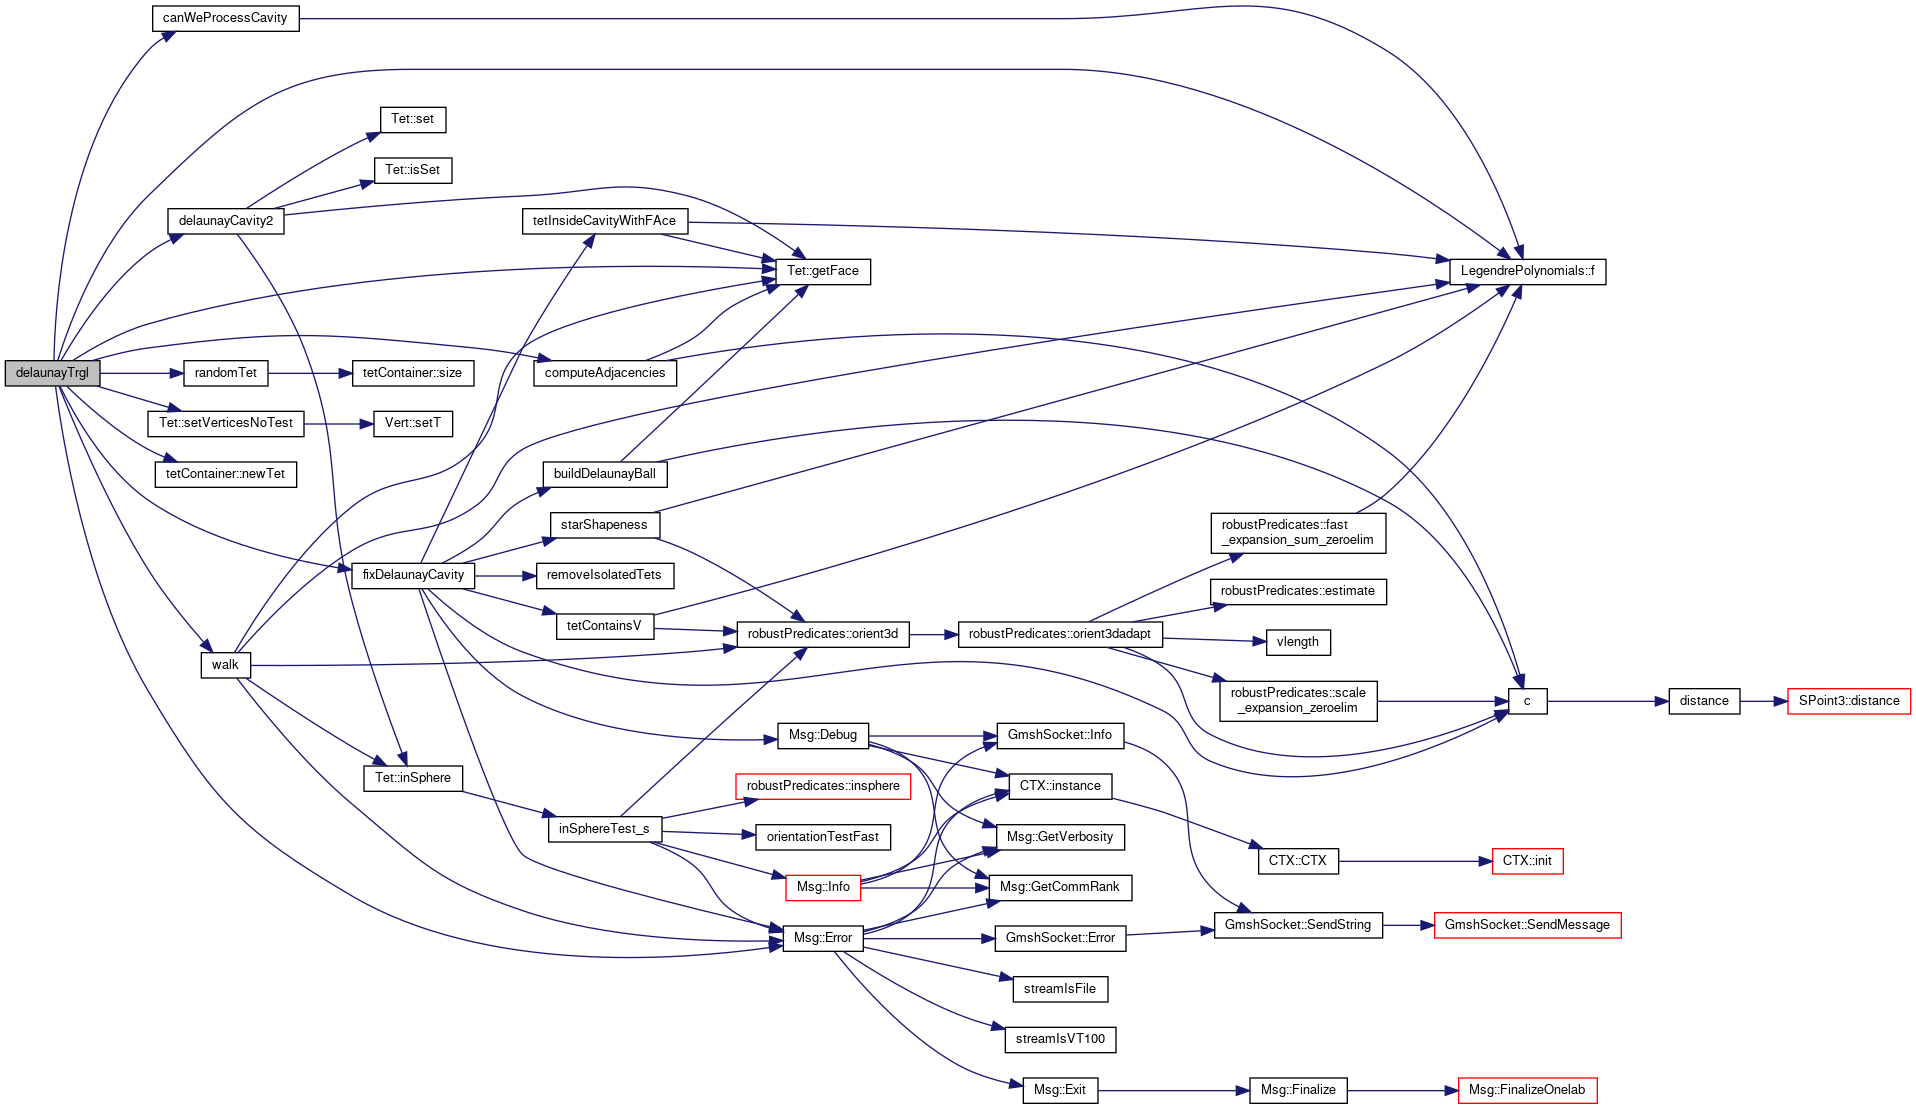 canWeProcessCavity
Tet::set
Tet::isSet
delaunayCavity2
tetInsideCavityWithFAce
Tet::getFace
LegendrePolynomials::f
delaunayTrgl
randomTet
tetContainer::size
computeAdjacencies
Tet::setVerticesNoTest
Vert::setT
tetContainer::newTet
buildDelaunayBall
starShapeness
robustPredicates::fast
_expansion_sum_zeroelim
fixDelaunayCavity
removeIsolatedTets
robustPredicates::estimate
tetContainsV
robustPredicates::orient3d
robustPredicates::orient3dadapt
vlength
walk
robustPredicates::scale
_expansion_zeroelim
c
distance
SPoint3::distance
Msg::Debug
GmshSocket::Info
Tet::inSphere
robustPredicates::insphere
CTX::instance
inSphereTest_s
orientationTestFast
Msg::GetVerbosity
CTX::CTX
CTX::init
Msg::Info
Msg::GetCommRank
Msg::Error
GmshSocket::Error
GmshSocket::SendString
GmshSocket::SendMessage
streamIsFile
streamIsVT100
Msg::Exit
Msg::Finalize
Msg::FinalizeOnelab